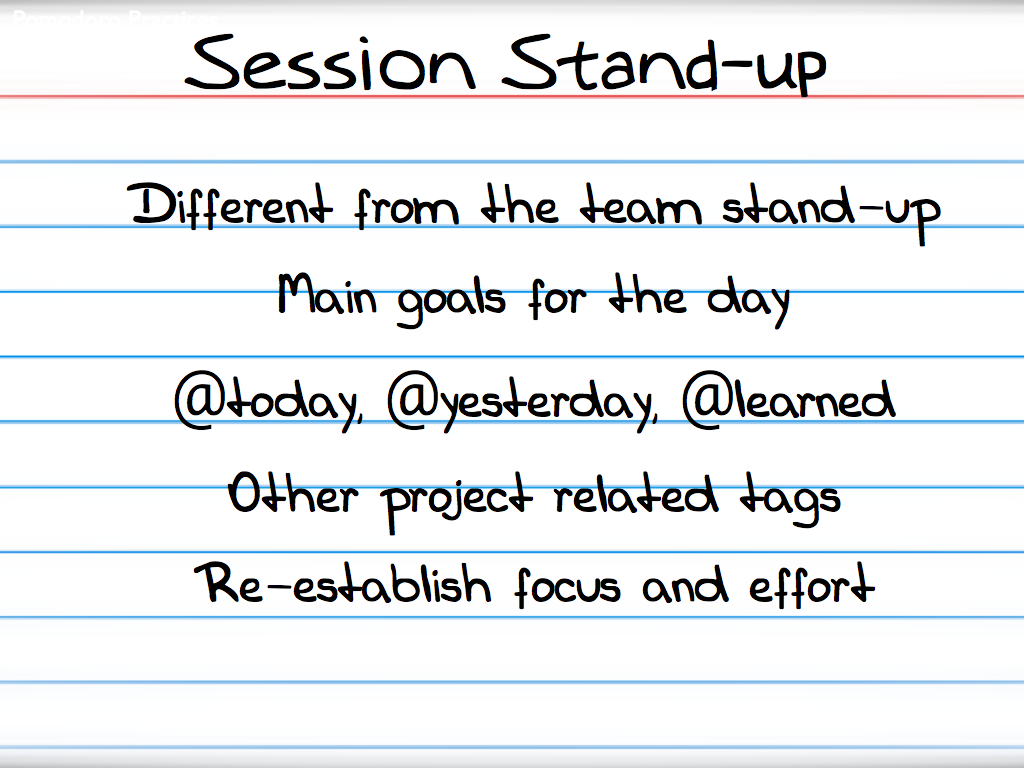 Pomodoro Practices
Session Stand-up
Different from the team stand-up
Main goals for the day
@today, @yesterday, @learned
Other project related tags
Re-establish focus and effort